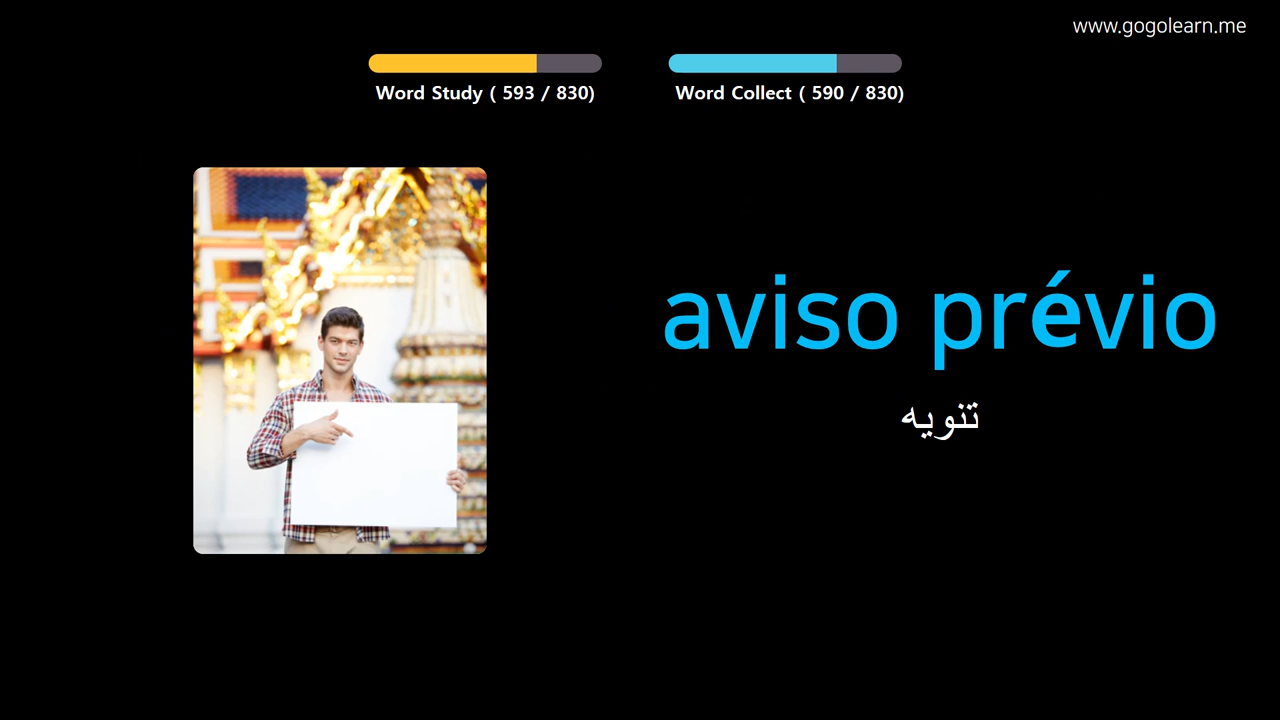 www.gogolearn.me
Word Study ( 593 / 830)
Word Collect ( 590 / 830)
aviso prévio
تنويه